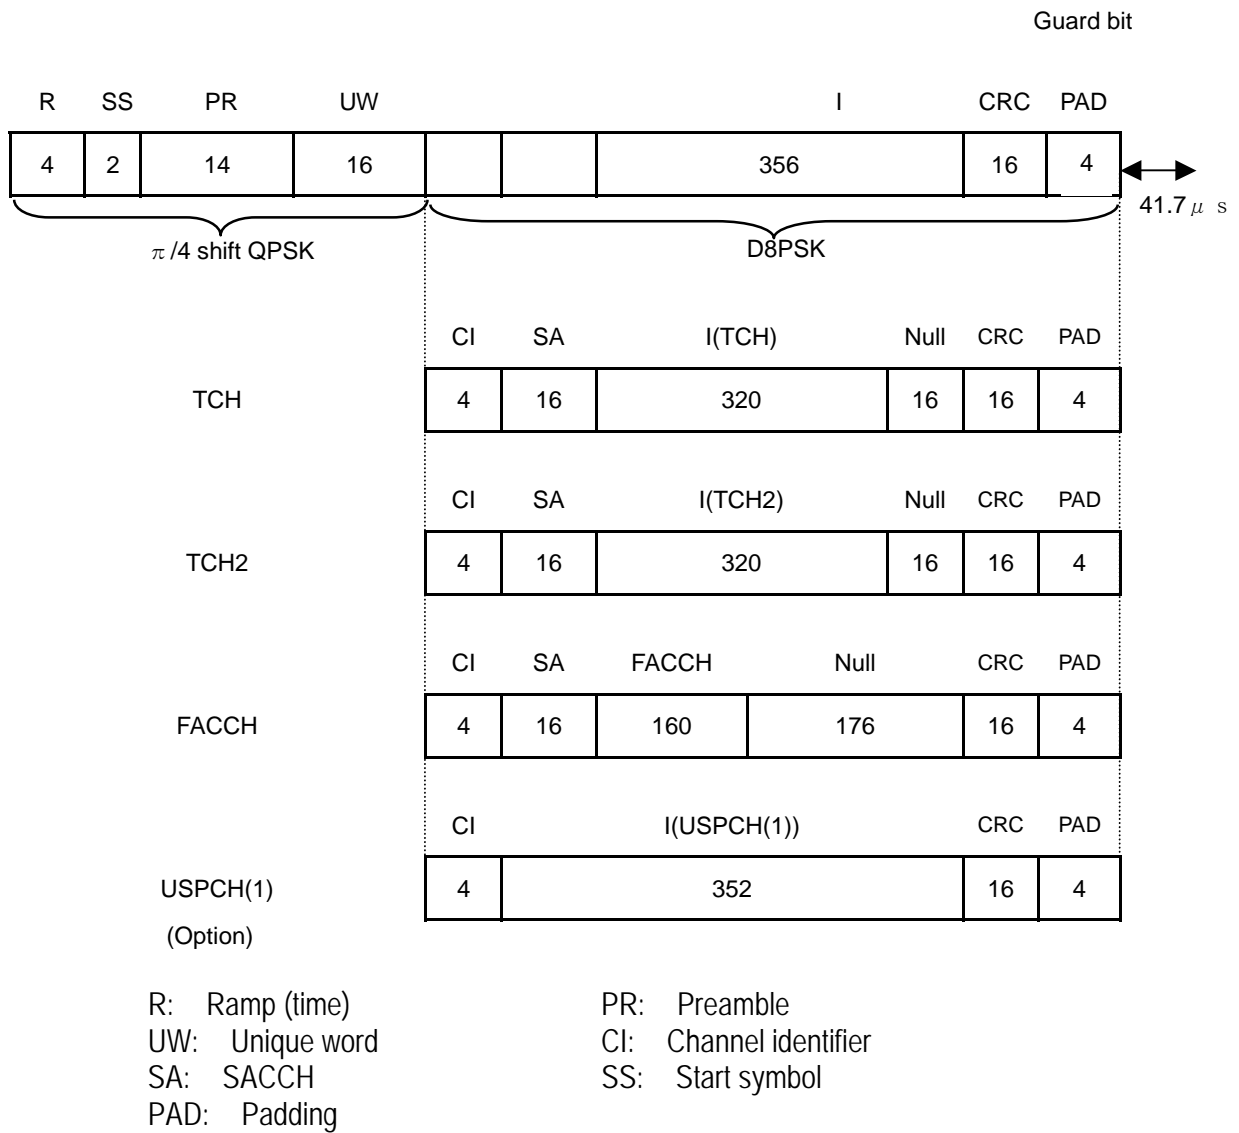 Guard bit
R SS PR UW I CRC PAD
4 2 14 16 356 16 4
41.7μs
π/4 shift QPSK D8PSK
CI SA I(TCH) Null CRC PAD
TCH 4 16 320 16 16 4
CI SA I(TCH2) Null CRC PAD
TCH2 4 16 320 16 16 4
CI SA FACCH Null CRC PAD
FACCH 4 16 160 176 16 4
CI I(USPCH(1)) CRC PAD
USPCH(1) 4 352 16 4
(Option)
R: Ramp (time) PR: Preamble
UW: Unique word CI: Channel identifier
SA: SACCH SS: Start symbol
PAD: Padding